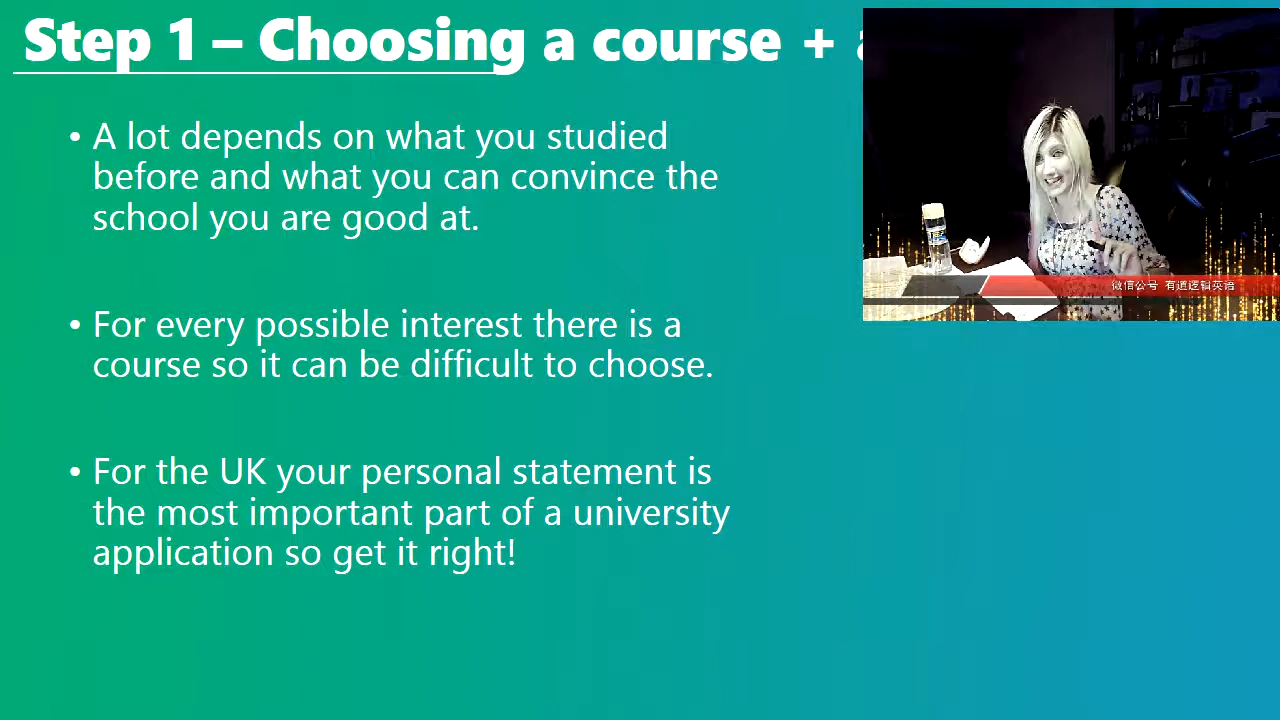 Step 1 – Choosing a course +
• A lot depends on what you studied
before and what you can convince the
school you are good at.
• For every possible interest there is a
course so it can be difficult to choose.
• For the UK your personal statement is
the most important part of a university
application so get it right!
微信公号 有道逻辑英语